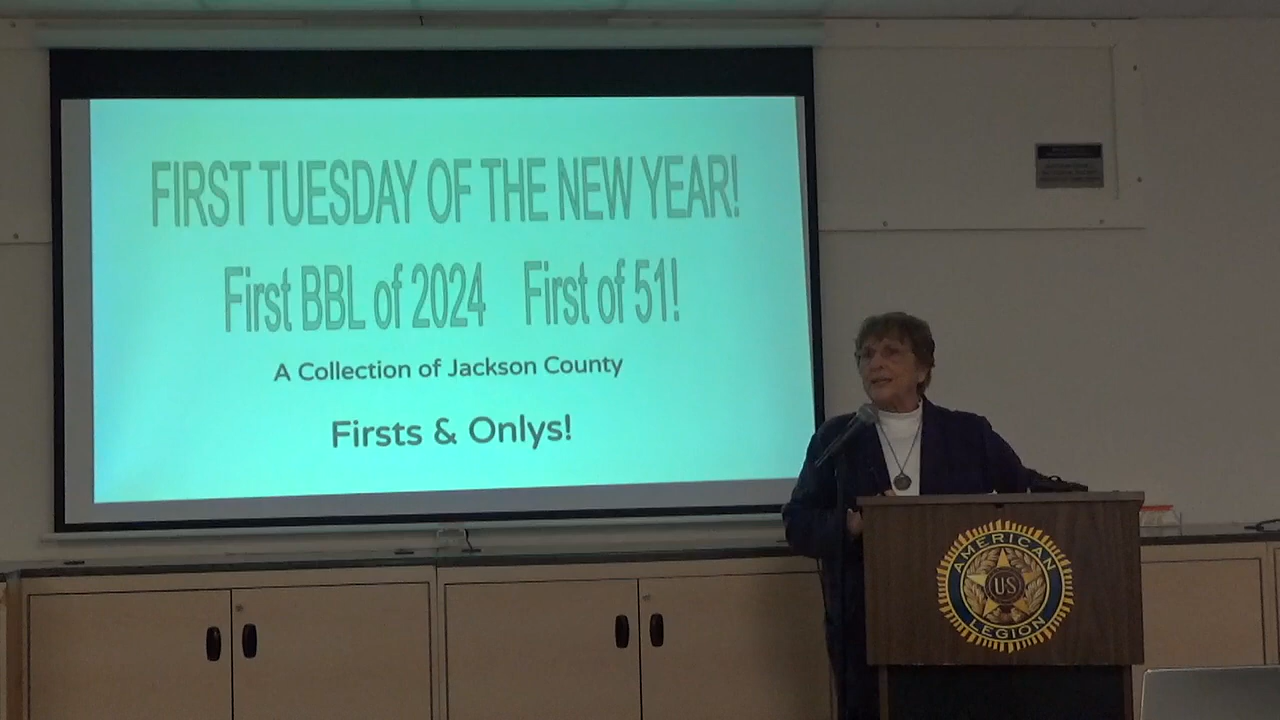 FIRST TUESDAY OF THE NEW YEAR!
First BBL of 2024 First of 51!
A Collection of Jackson County
Firsts & Onlys!
AMERICAN
US
LEGION